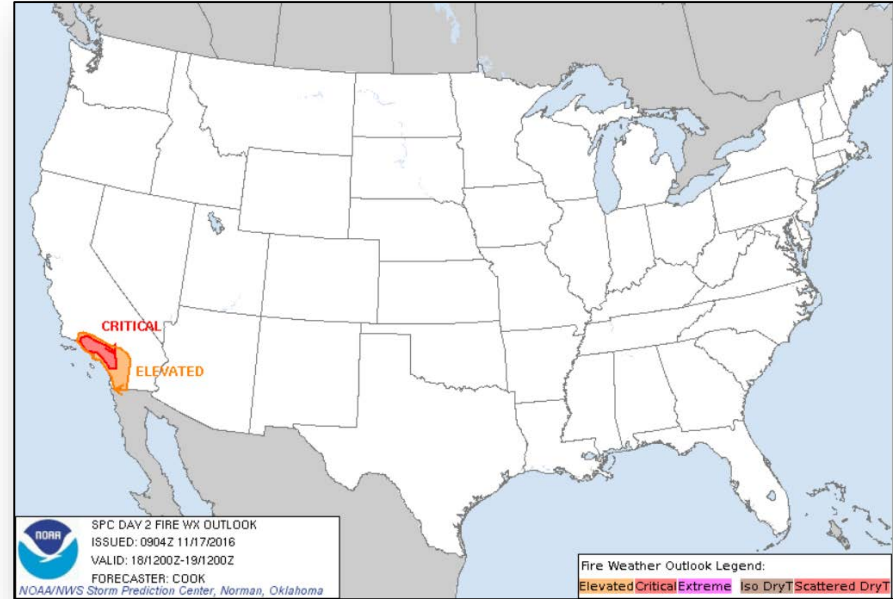 CRITICAL
ELEVATED
NOAA
SPC DAY 2 FIRE WX OUTLOOK
ISSUED: 0904Z 11/17/2016
VALID: 18/1200Z-19/1200Z
FORECASTER: COOK
NOAA/NWS Storm Prediction Center, Norman, Oklahoma
Fire Weather Outlook Legend:
Elevated Critical Extreme Iso DryT Scattered DryT